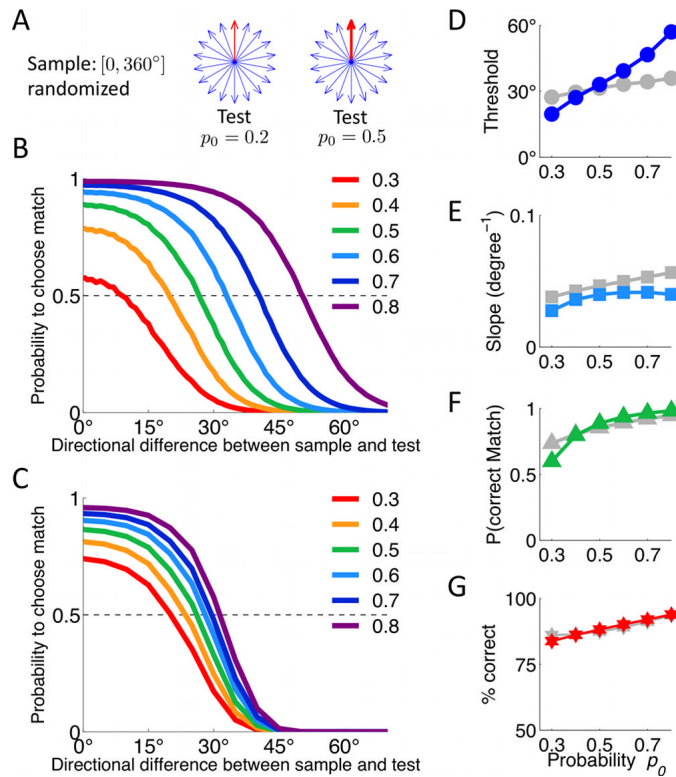 A
Sample: [0, 360°]
randomized
Test
p₀ = 0.2
Test
p₀ = 0.5
B
Probability to choose match
1
0.5
0
0.3
0.4
0.5
0.6
0.7
0.8
0° 15° 30° 45° 60°
Directional difference between sample and test
C
Probability to choose match
1
0.5
0
0.3
0.4
0.5
0.6
0.7
0.8
0° 15° 30° 45° 60°
Directional difference between sample and test
D
Threshold
60°
30°
0°
0.3 0.5 0.7
E
Slope (degree⁻¹)
0.1
0
0.3 0.5 0.7
F
P(correct Match)
1
0.5
0
0.3 0.5 0.7
G
% correct
100
75
50
0.3 0.5 0.7
Probability p₀